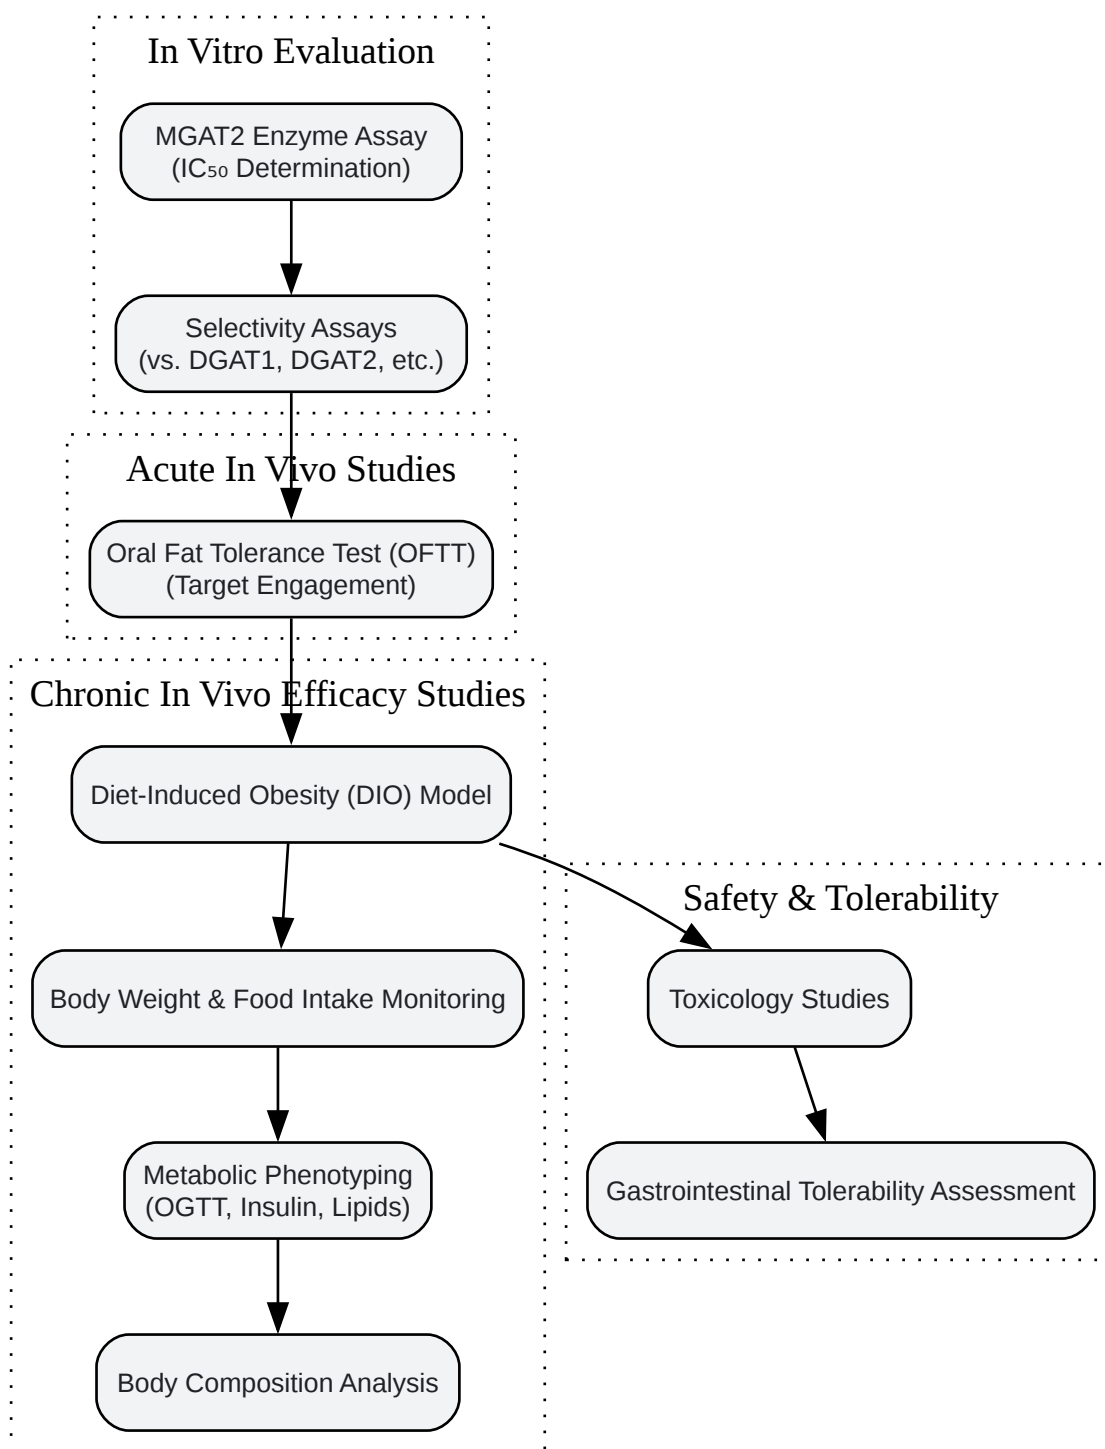 In Vitro Evaluation
MGAT2 Enzyme Assay
(IC₅₀ Determination)
Selectivity Assays
(vs. DGAT1, DGAT2, etc.)
Acute In Vivo Studies
Oral Fat Tolerance Test (OFTT)
(Target Engagement)
Chronic In Vivo Efficacy Studies
Diet-Induced Obesity (DIO) Model
Safety & Tolerability
Body Weight & Food Intake Monitoring
Toxicology Studies
Metabolic Phenotyping
(OGTT, Insulin, Lipids)
Gastrointestinal Tolerability Assessment
Body Composition Analysis